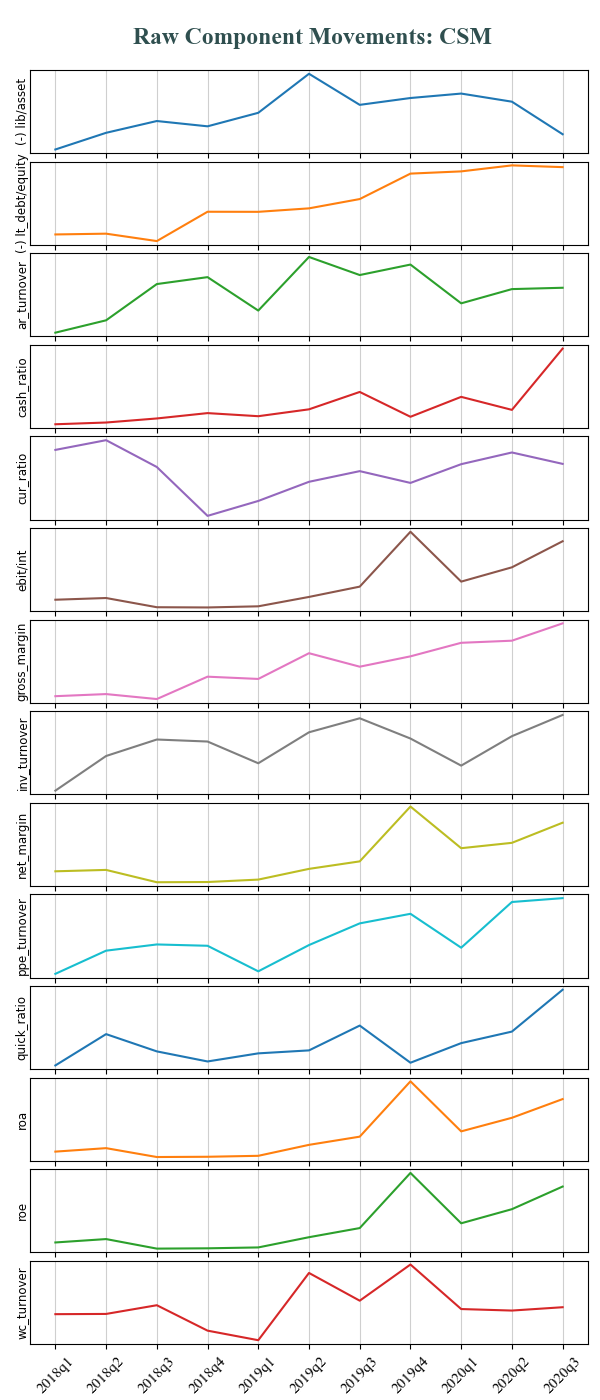 Raw Component Movements: CSM
(-) lib/asset
(-) lt_debt/equity
ar_turnover
cash_ratio
cur_ratio
ebit/int
gross_margin
inv_turnover
net_margin
ppe_turnover
quick_ratio
roa
roe
wc_turnover
2018q1 2018q2 2018q3 2018q4 2019q1 2019q2 2019q3 2019q4 2020q1 2020q2 2020q3